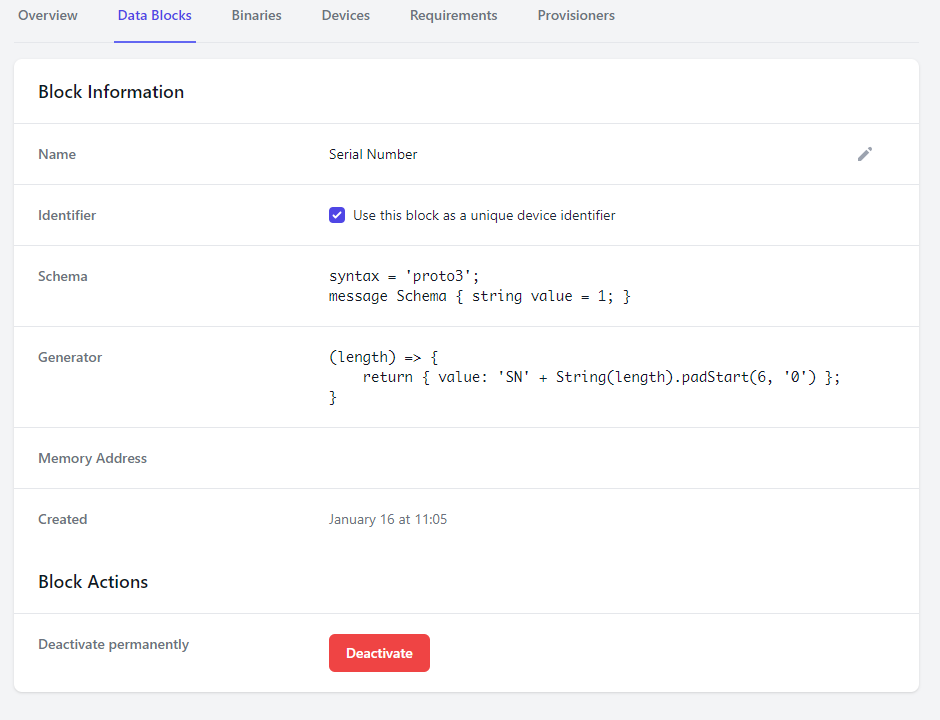 Overview Data Blocks Binaries Devices Requirements Provisioners
Block Information
Name Serial Number
Identifier Use this block as a unique device identifier
Schema syntax = 'proto3';
message Schema { string value = 1; }
Generator (length) => {
return { value: 'SN' + String(length).padStart(6, '0') };
}
Memory Address
Created January 16 at 11:05
Block Actions
Deactivate permanently Deactivate